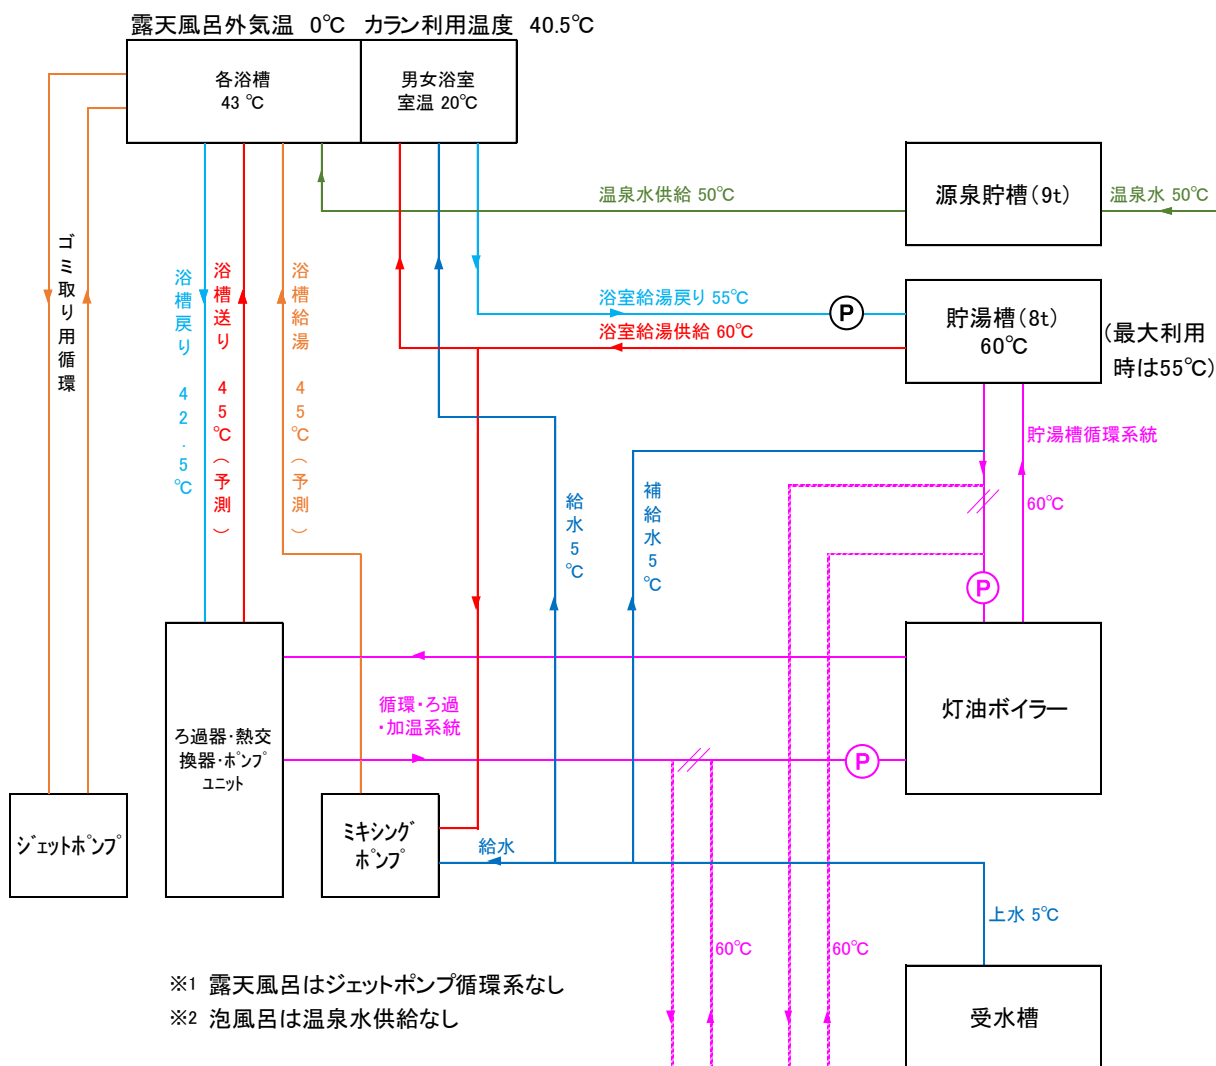 露天風呂外気温 0℃ カラン利用温度 40.5℃
各浴槽
43 ℃
男女浴室
室温 20℃
源泉貯槽(9t)
温泉水供給 50℃
温泉水 50℃
ゴミ取り用循環
浴槽戻り 42.5℃
浴槽送り 45℃(予測)
浴槽給湯 45℃(予測)
浴室給湯戻り 55℃
P
浴室給湯供給 60℃
貯湯槽(8t)
60℃
(最大利用
時は55℃)
貯湯槽循環系統
60℃
給水5℃
補給水5℃
P
ろ過器・熱交
換器・ポンプ
ユニット
循環・ろ過
・加温系統
灯油ボイラー
P
ジェットポンプ
ミキシング
ポンプ
給水
上水 5℃
60℃
60℃
受水槽
※1 露天風呂はジェットポンプ循環系なし
※2 泡風呂は温泉水供給なし